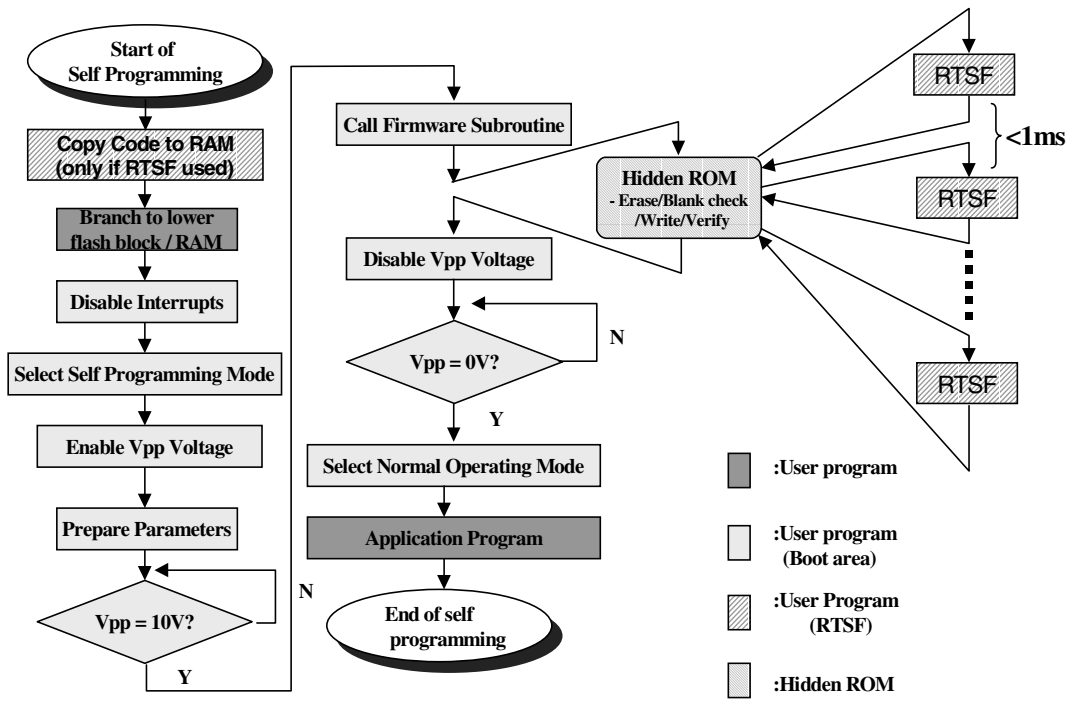 Start of
Self Programming
Copy Code to RAM
(only if RTSF used)
Branch to lower
flash block / RAM
Disable Interrupts
Select Self Programming Mode
Enable Vpp Voltage
Prepare Parameters
Vpp = 10V?
N
Y
Call Firmware Subroutine
Hidden ROM
- Erase/Blank check
/Write/Verify
RTSF
<1ms
RTSF
RTSF
Disable Vpp Voltage
Vpp = 0V?
N
Y
Select Normal Operating Mode
Application Program
End of self
programming
:User program
:User program
(Boot area)
:User Program
(RTSF)
:Hidden ROM